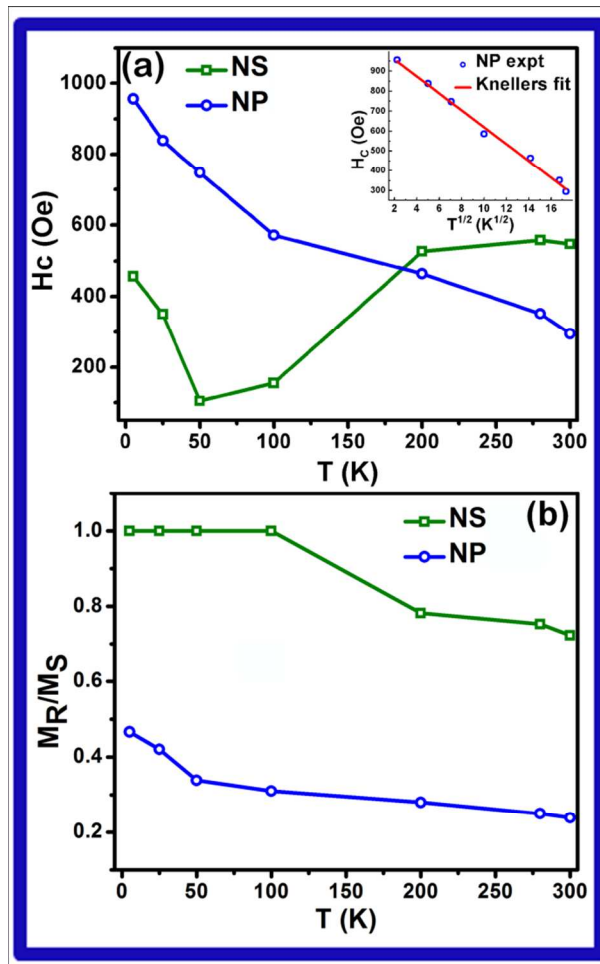 (a)
NS
NP
NP expt
Knellers fit
900
800
700
600
500
400
300
H_C (Oe)
2 4 6 8 10 12 14 16
T^1/2 (K^1/2)
1000
800
600
400
200
Hc (Oe)
0 50 100 150 200 250 300
T (K)
(b)
NS
NP
1.0
0.8
0.6
0.4
0.2
M_R/M_S
0 50 100 150 200 250 300
T (K)